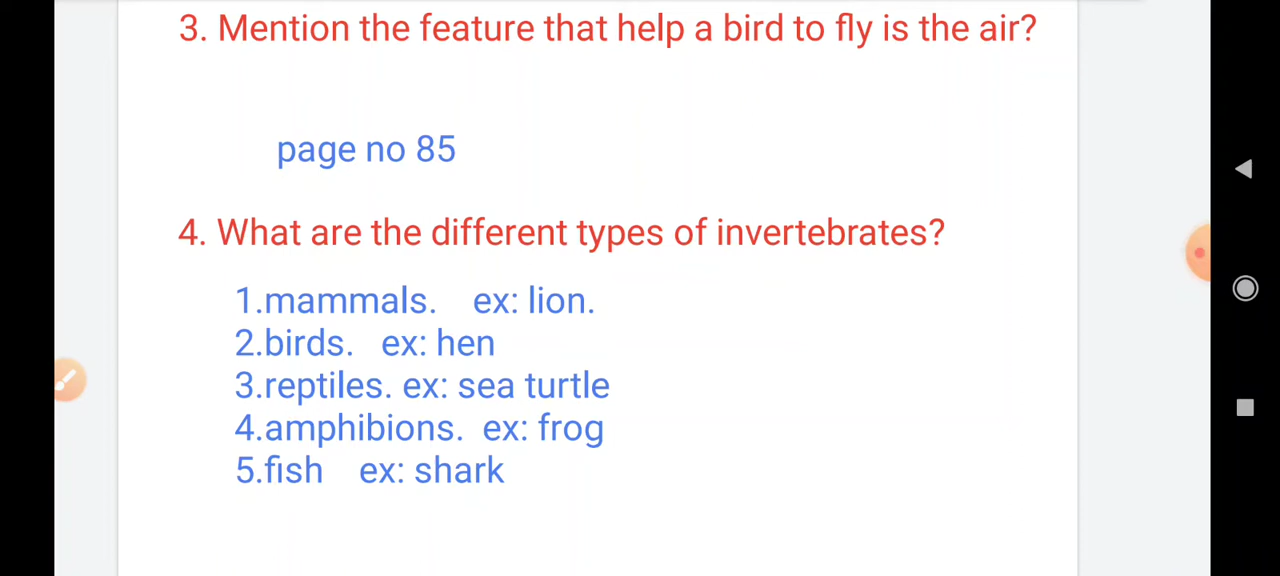 3. Mention the feature that help a bird to fly is the air?
page no 85
4. What are the different types of invertebrates?
1.mammals. ex: lion.
2.birds. ex: hen
3.reptiles. ex: sea turtle
4.amphibions. ex: frog
5.fish ex: shark